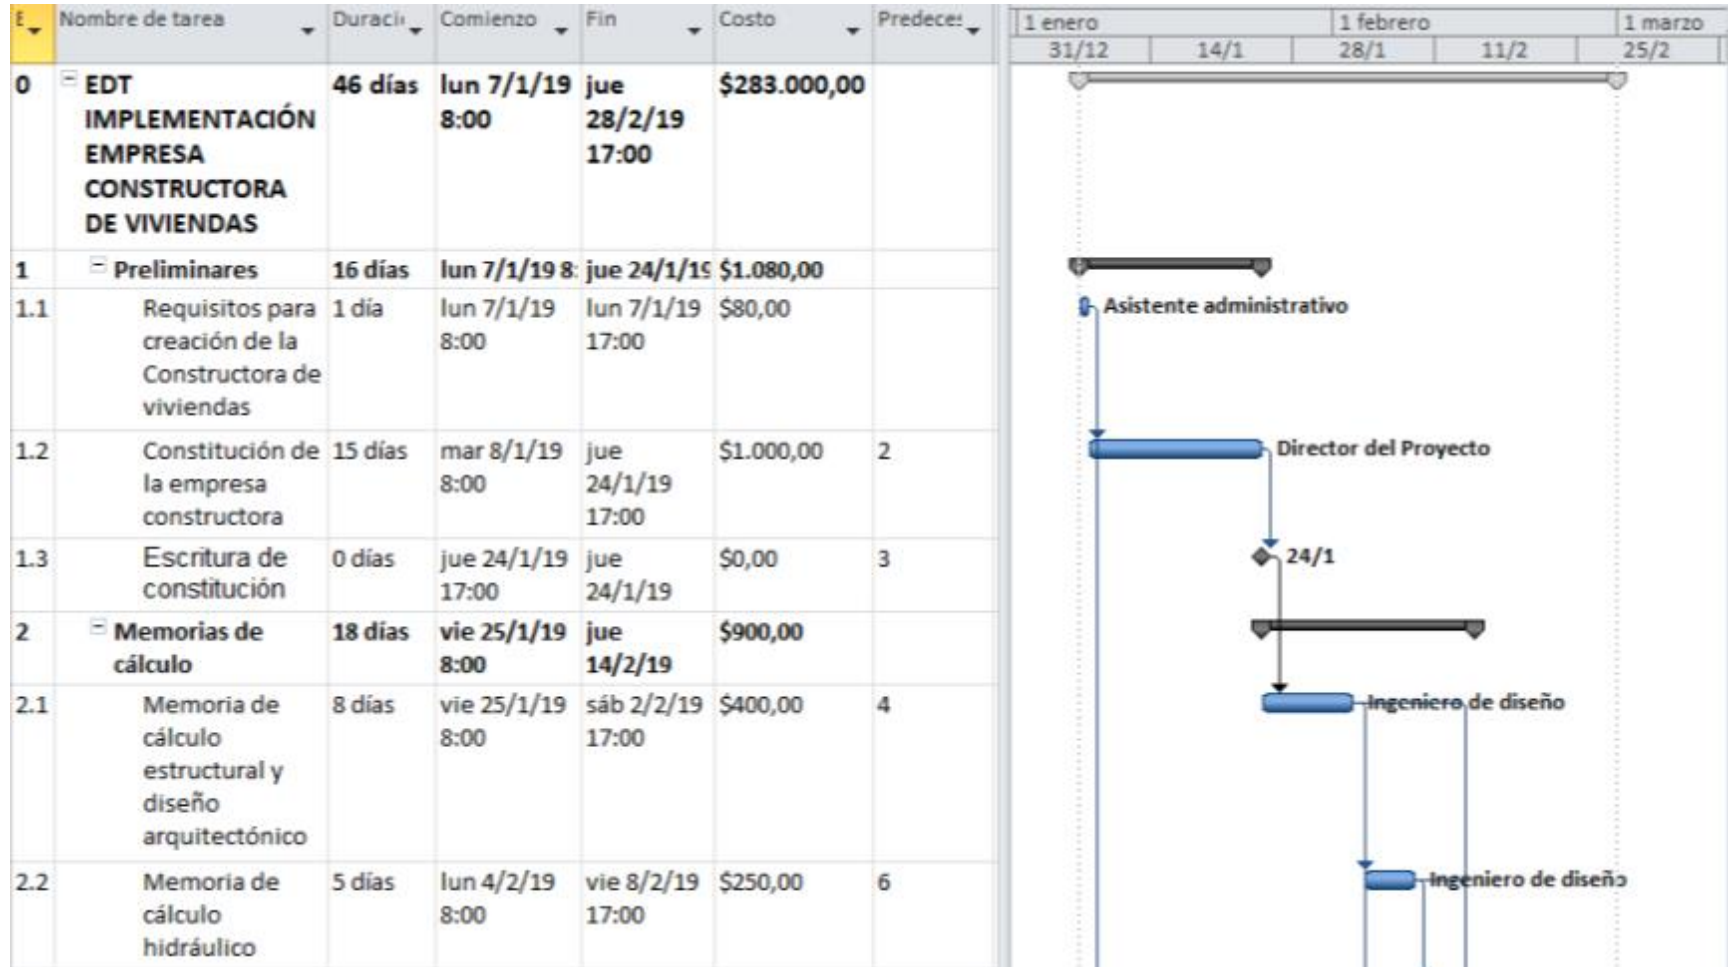 E Nombre de tarea Duració Comienzo Fin Costo Predeces
1 enero 1 febrero 1 marzo
31/12 14/1 28/1 11/2 25/2
0 EDT 46 días lun 7/1/19 jue $283.000,00
IMPLEMENTACIÓN 8:00 28/2/19
EMPRESA 17:00
CONSTRUCTORA
DE VIVIENDAS
1 Preliminares 16 días lun 7/1/19 8: jue 24/1/19 $1.080,00
1.1 Requisitos para 1 día lun 7/1/19 lun 7/1/19 $80,00 Asistente administrativo
creación de la 8:00 17:00
Constructora de
viviendas
1.2 Constitución de 15 días mar 8/1/19 jue $1.000,00 2 Director del Proyecto
la empresa 8:00 24/1/19
constructora 17:00
1.3 Escritura de 0 días jue 24/1/19 jue $0,00 3 24/1
constitución 17:00 24/1/19
2 Memorias de 18 días vie 25/1/19 jue $900,00
cálculo 8:00 14/2/19
2.1 Memoria de 8 días vie 25/1/19 sáb 2/2/19 $400,00 4 Ingeniero de diseño
cálculo 8:00 17:00
estructural y
diseño
arquitectónico
2.2 Memoria de 5 días lun 4/2/19 vie 8/2/19 $250,00 6 Ingeniero de diseño
cálculo 8:00 17:00
hidráulico